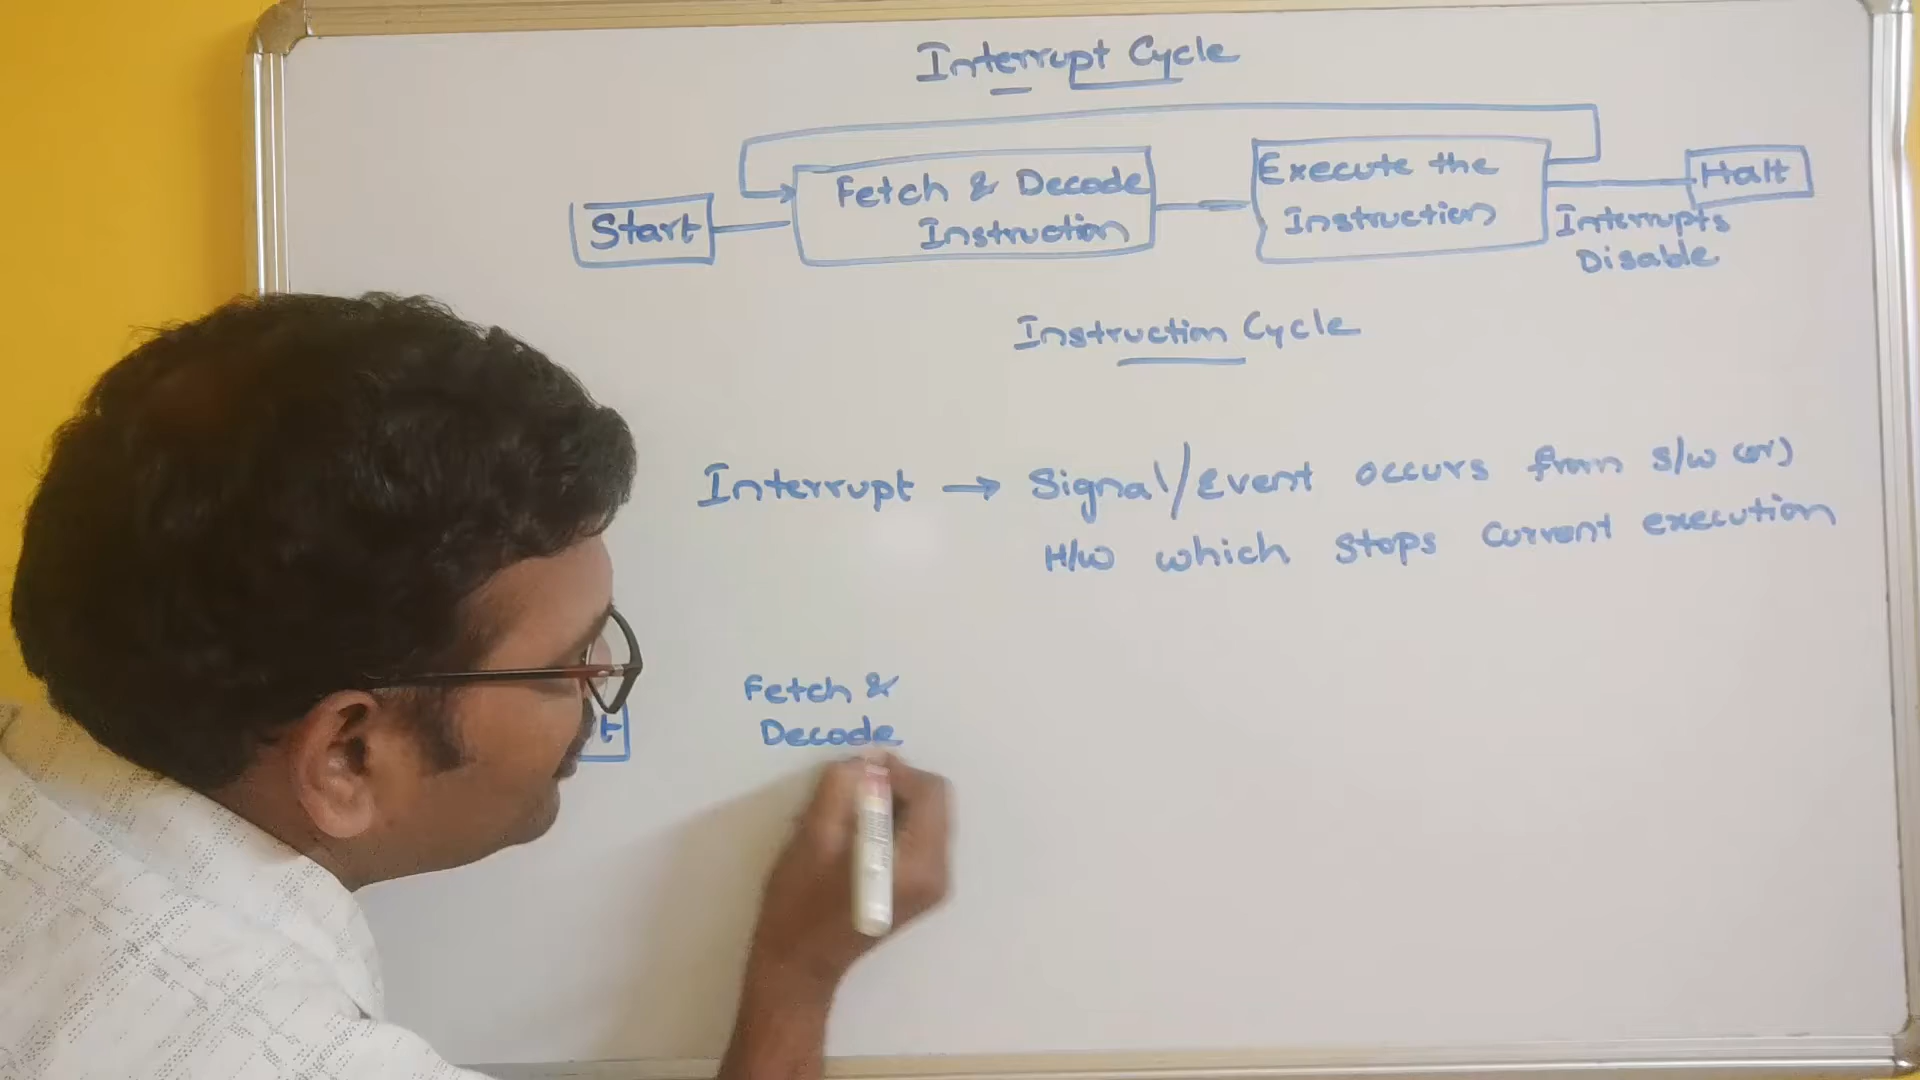 Interrupt Cycle
Start
Fetch & Decode
Instruction
Execute the
Instruction
Halt
Interrupts
Disable
Instruction Cycle
Interrupt → Signal/Event occurs from S/W (or)
H/W which stops current execution
Fetch &
Decode